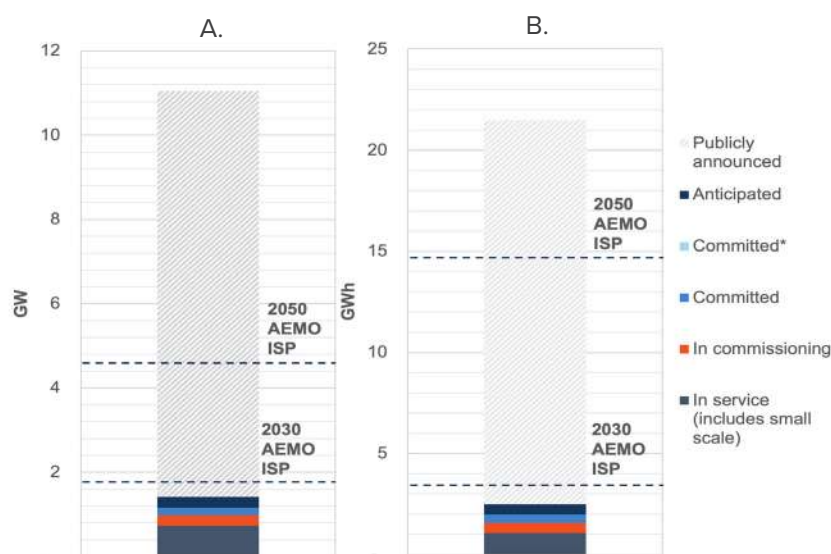 A.
12
10
8
6
4
2
GW
2050
AEMO
ISP
2030
AEMO
ISP
B.
25
20
15
10
5
GWh
2050
AEMO
ISP
2030
AEMO
ISP
Publicly
announced
Anticipated
Committed*
Committed
In commissioning
In service
(includes small
scale)